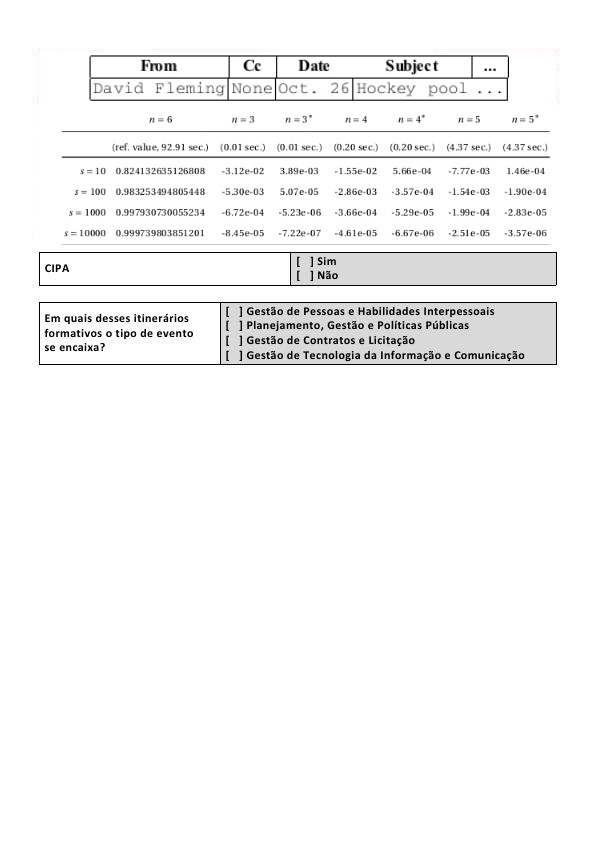 From Cc Date Subject ...
David Fleming None Oct. 26 Hockey pool ...
n = 6 n = 3 n = 3* n = 4 n = 4* n = 5 n = 5*
(ref. value, 92.91 sec.) (0.01 sec.) (0.01 sec.) (0.20 sec.) (0.20 sec.) (4.37 sec.) (4.37 sec.)
s = 10 0.824132635126808 -3.12e-02 3.89e-03 -1.55e-02 5.66e-04 -7.77e-03 1.46e-04
s = 100 0.983253494805448 -5.30e-03 5.07e-05 -2.86e-03 -3.57e-04 -1.54e-03 -1.90e-04
s = 1000 0.997930730055234 -6.72e-04 -5.23e-06 -3.66e-04 -5.29e-05 -1.99e-04 -2.83e-05
s = 10000 0.999739803851201 -8.45e-05 -7.22e-07 -4.61e-05 -6.67e-06 -2.51e-05 -3.57e-06
CIPA
[ ] Sim
[ ] Não
Em quais desses itinerários
formativos o tipo de evento
se encaixa?
[ ] Gestão de Pessoas e Habilidades Interpessoais
[ ] Planejamento, Gestão e Políticas Públicas
[ ] Gestão de Contratos e Licitação
[ ] Gestão de Tecnologia da Informação e Comunicação